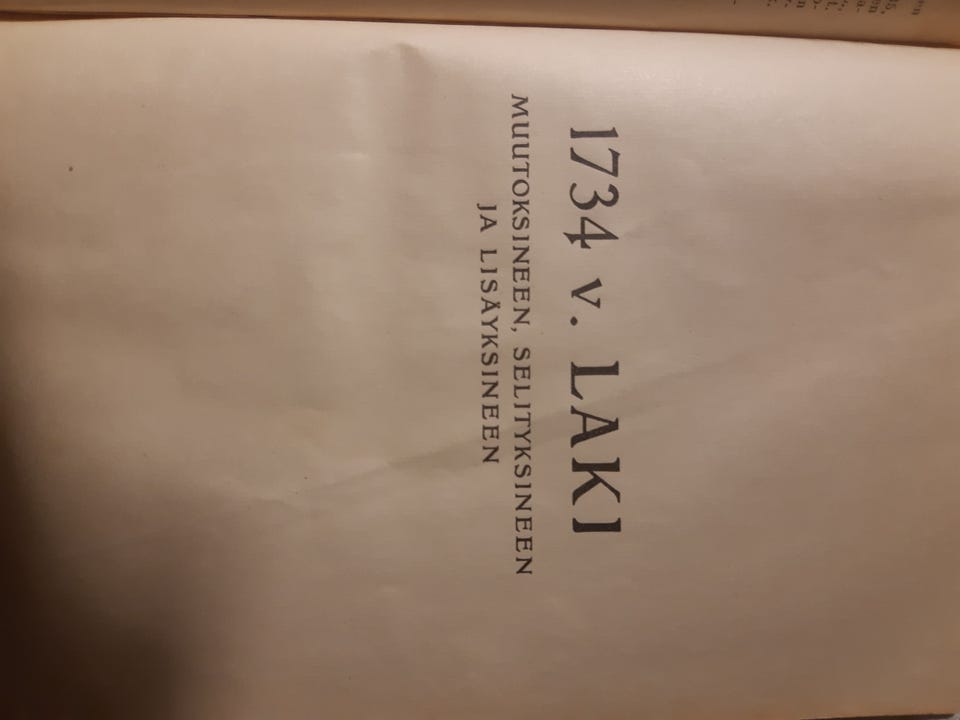 1734 v. LAKI
MUUTOKSINEEN, SELITYKSINEEN
JA LISÄYKSINEEN